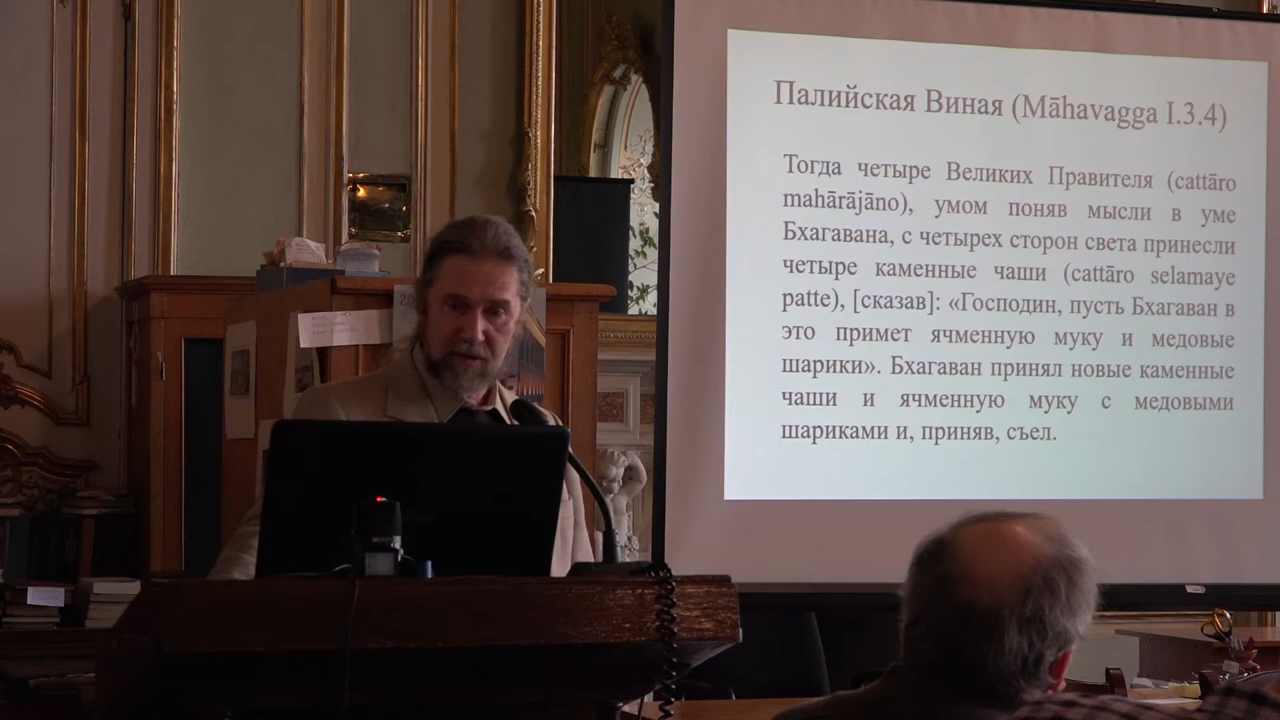 Палийская Виная (Māhavagga I.3.4)
Тогда четыре Великих Правителя (cattāro
mahārājāno), умом поняв мысли в уме
Бхагавана, с четырех сторон света принесли
четыре каменные чаши (cattāro selamaye
patte), [сказав]: «Господин, пусть Бхагаван в
это примет ячменную муку и медовые
шарики». Бхагаван принял новые каменные
чаши и ячменную муку с медовыми
шариками и, приняв, съел.